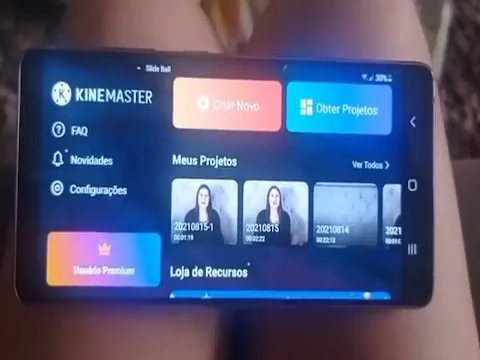 Slide Ball
30%
KINEMASTER
Criar Novo
Obter Projetos
FAQ
Novidades
Configurações
Meus Projetos
Ver Todos
20210815-1
00:01:19
20210815
00:02:22
20210814
00:22:12
2021
Usuário Premium
Loja de Recursos